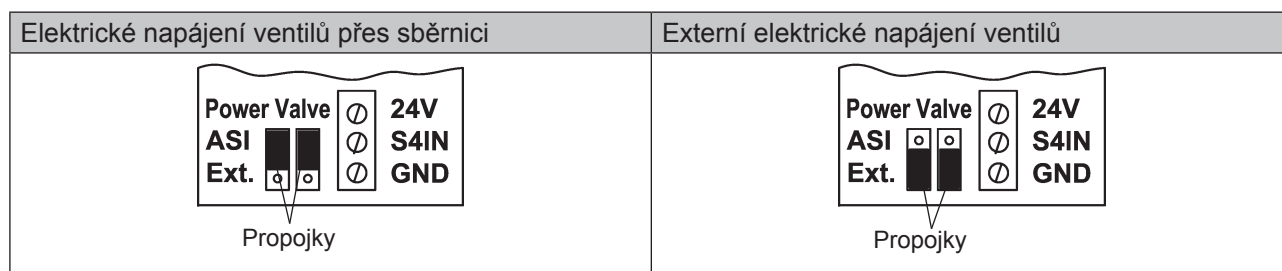 Elektrické napájení ventilů přes sběrnici
Externí elektrické napájení ventilů
Power Valve 24V
ASI S4IN
Ext. GND
Propojky
Power Valve 24V
ASI S4IN
Ext. GND
Propojky